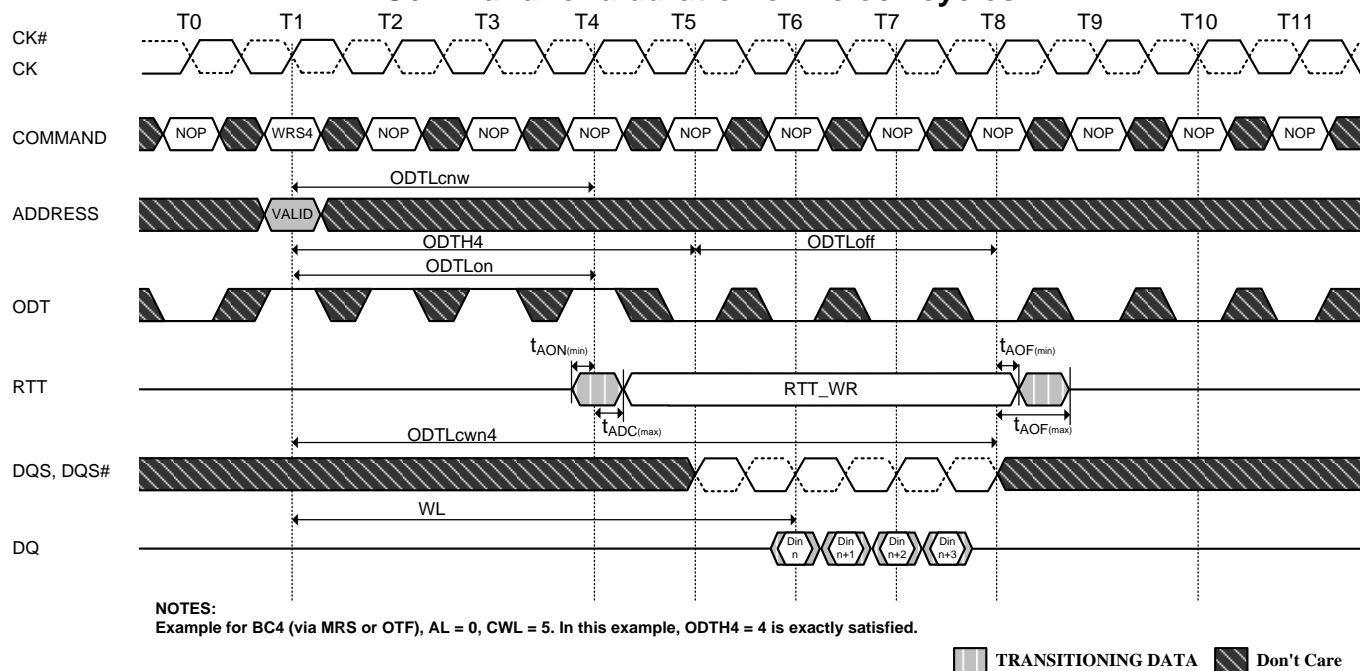 T0 T1 T2 T3 T4 T5 T6 T7 T8 T9 T10 T11
CK#
CK
COMMAND
NOP WRS4 NOP NOP NOP NOP NOP NOP NOP NOP NOP NOP
ODTLcnw
ADDRESS
VALID
ODTH4 ODTLoff
ODTLon
ODT
tAON(min) tAOF(min)
RTT
RTT_WR
tADC(max) tAOF(max)
ODTLcwn4
DQS, DQS#
WL
DQ
Din n Din n+1 Din n+2 Din n+3
NOTES:
Example for BC4 (via MRS or OTF), AL = 0, CWL = 5. In this example, ODTH4 = 4 is exactly satisfied.
TRANSITIONING DATA Don't Care